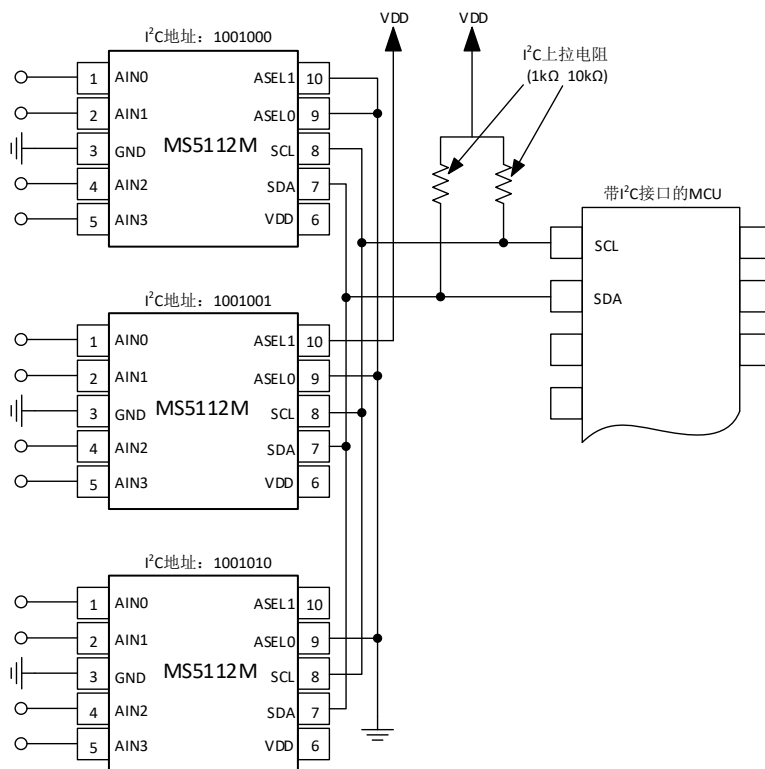 I²C地址：1001000
1 AIN0 ASEL1 10
2 AIN1 ASEL0 9
3 GND MS5112M SCL 8
4 AIN2 SDA 7
5 AIN3 VDD 6
VDD
VDD
I²C上拉电阻
(1kΩ 10kΩ)
带I²C接口的MCU
SCL
SDA
I²C地址：1001001
1 AIN0 ASEL1 10
2 AIN1 ASEL0 9
3 GND MS5112M SCL 8
4 AIN2 SDA 7
5 AIN3 VDD 6
I²C地址：1001010
1 AIN0 ASEL1 10
2 AIN1 ASEL0 9
3 GND MS5112M SCL 8
4 AIN2 SDA 7
5 AIN3 VDD 6